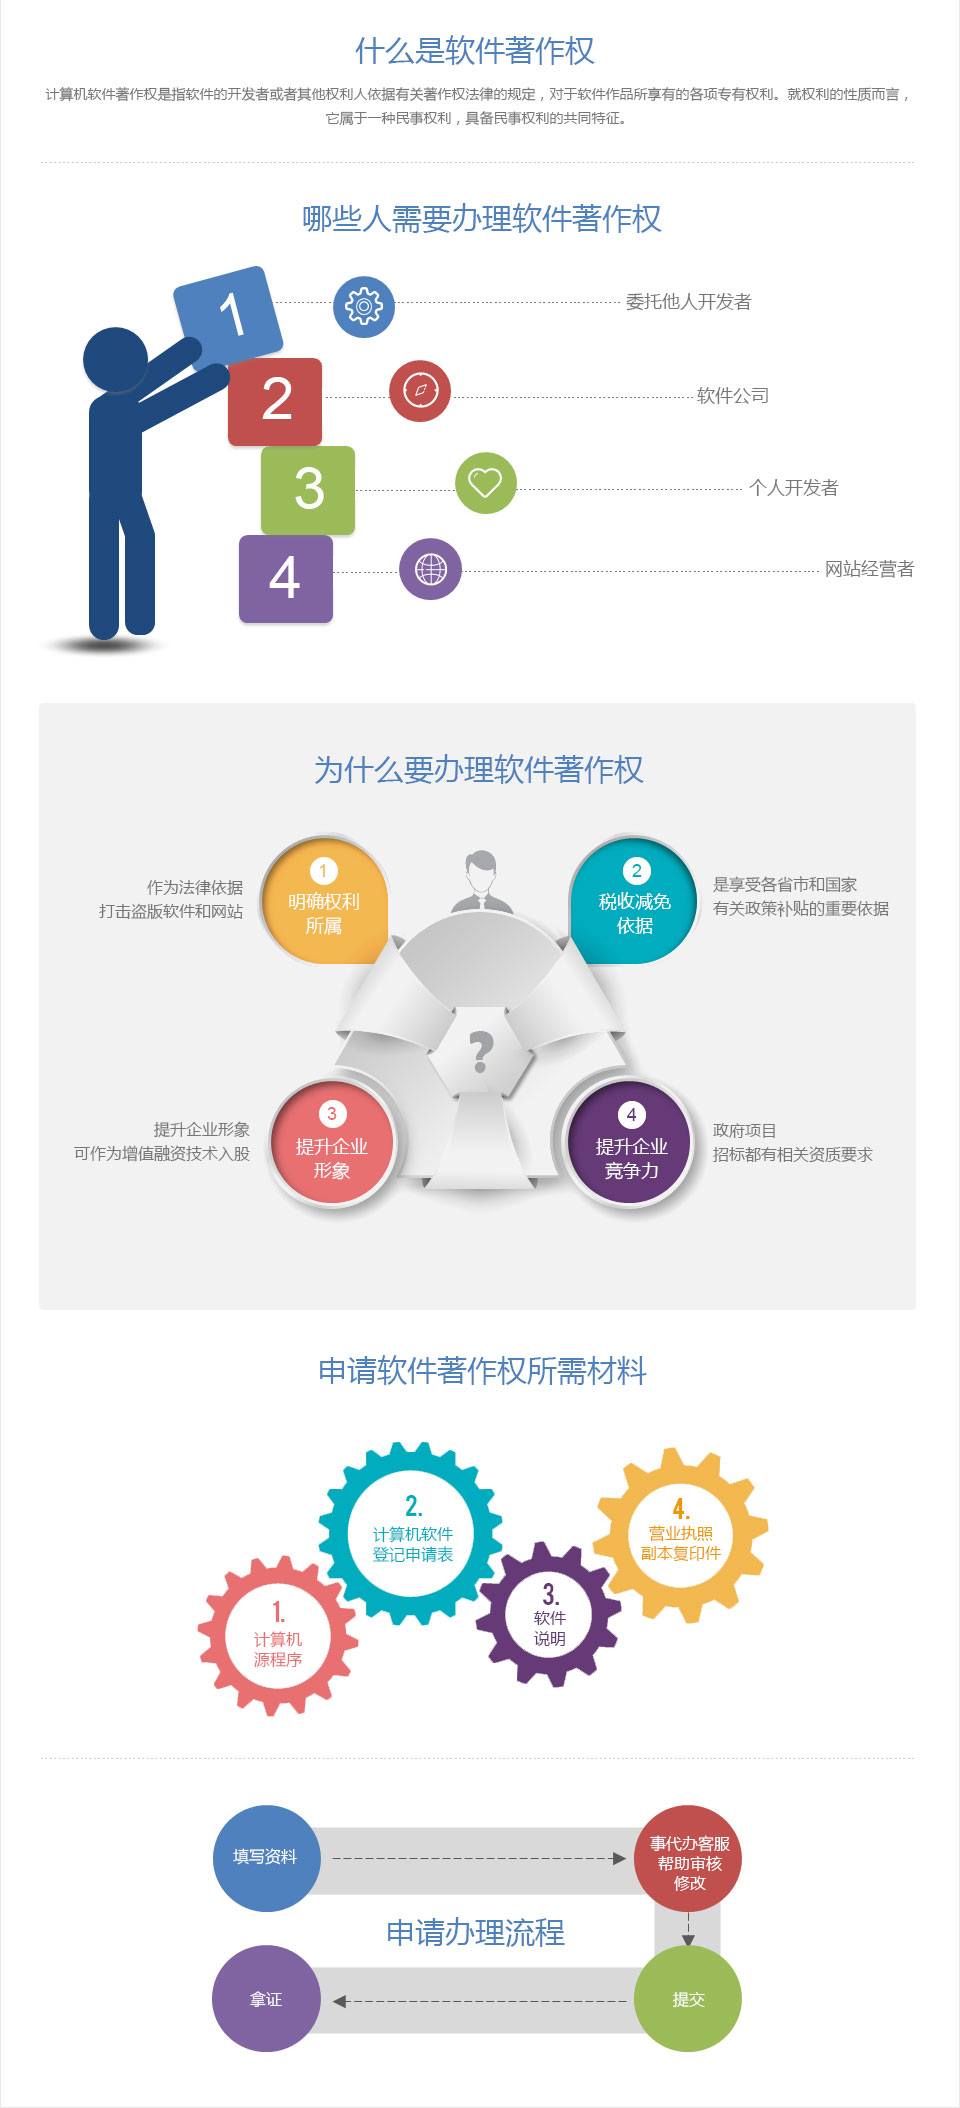 什么是软件著作权
计算机软件著作权是指软件的开发者或者其他权利人依据有关著作权法律的规定，对于软件作品所享有的各项专有权利。就权利的性质而言，
它属于一种民事权利，具备民事权利的共同特征。
哪些人需要办理软件著作权
1
委托他人开发者
2
软件公司
3
个人开发者
4
网站经营者
为什么要办理软件著作权
1
明确权利
所属
作为法律依据
打击盗版软件和网站
2
税收减免
依据
是享受各省市和国家
有关政策补贴的重要依据
?
3
提升企业
形象
提升企业形象
可作为增值融资技术入股
4
提升企业
竞争力
政府项目
招标都有相关资质要求
申请软件著作权所需材料
1.
计算机
源程序
2.
计算机软件
登记申请表
3.
软件
说明
4.
营业执照
副本复印件
填写资料
事代办客服
帮助审核
修改
申请办理流程
拿证
提交